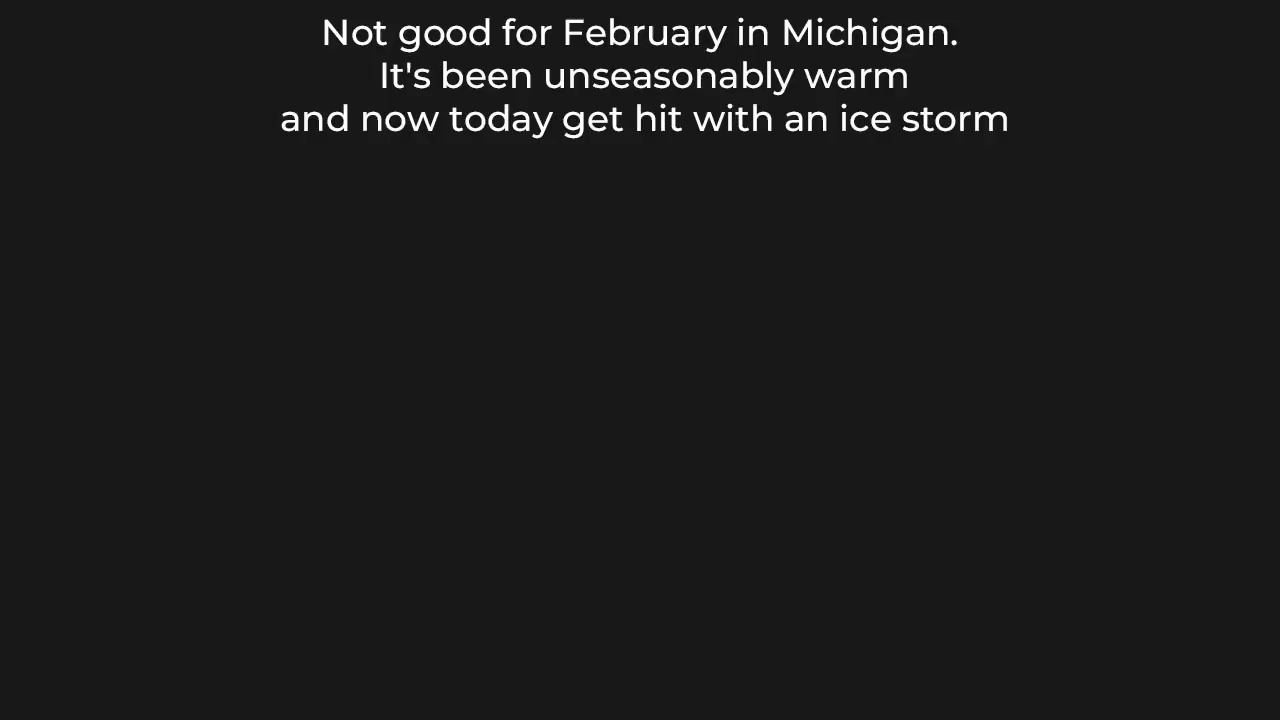 Not good for February in Michigan.
It's been unseasonably warm
and now today get hit with an ice storm